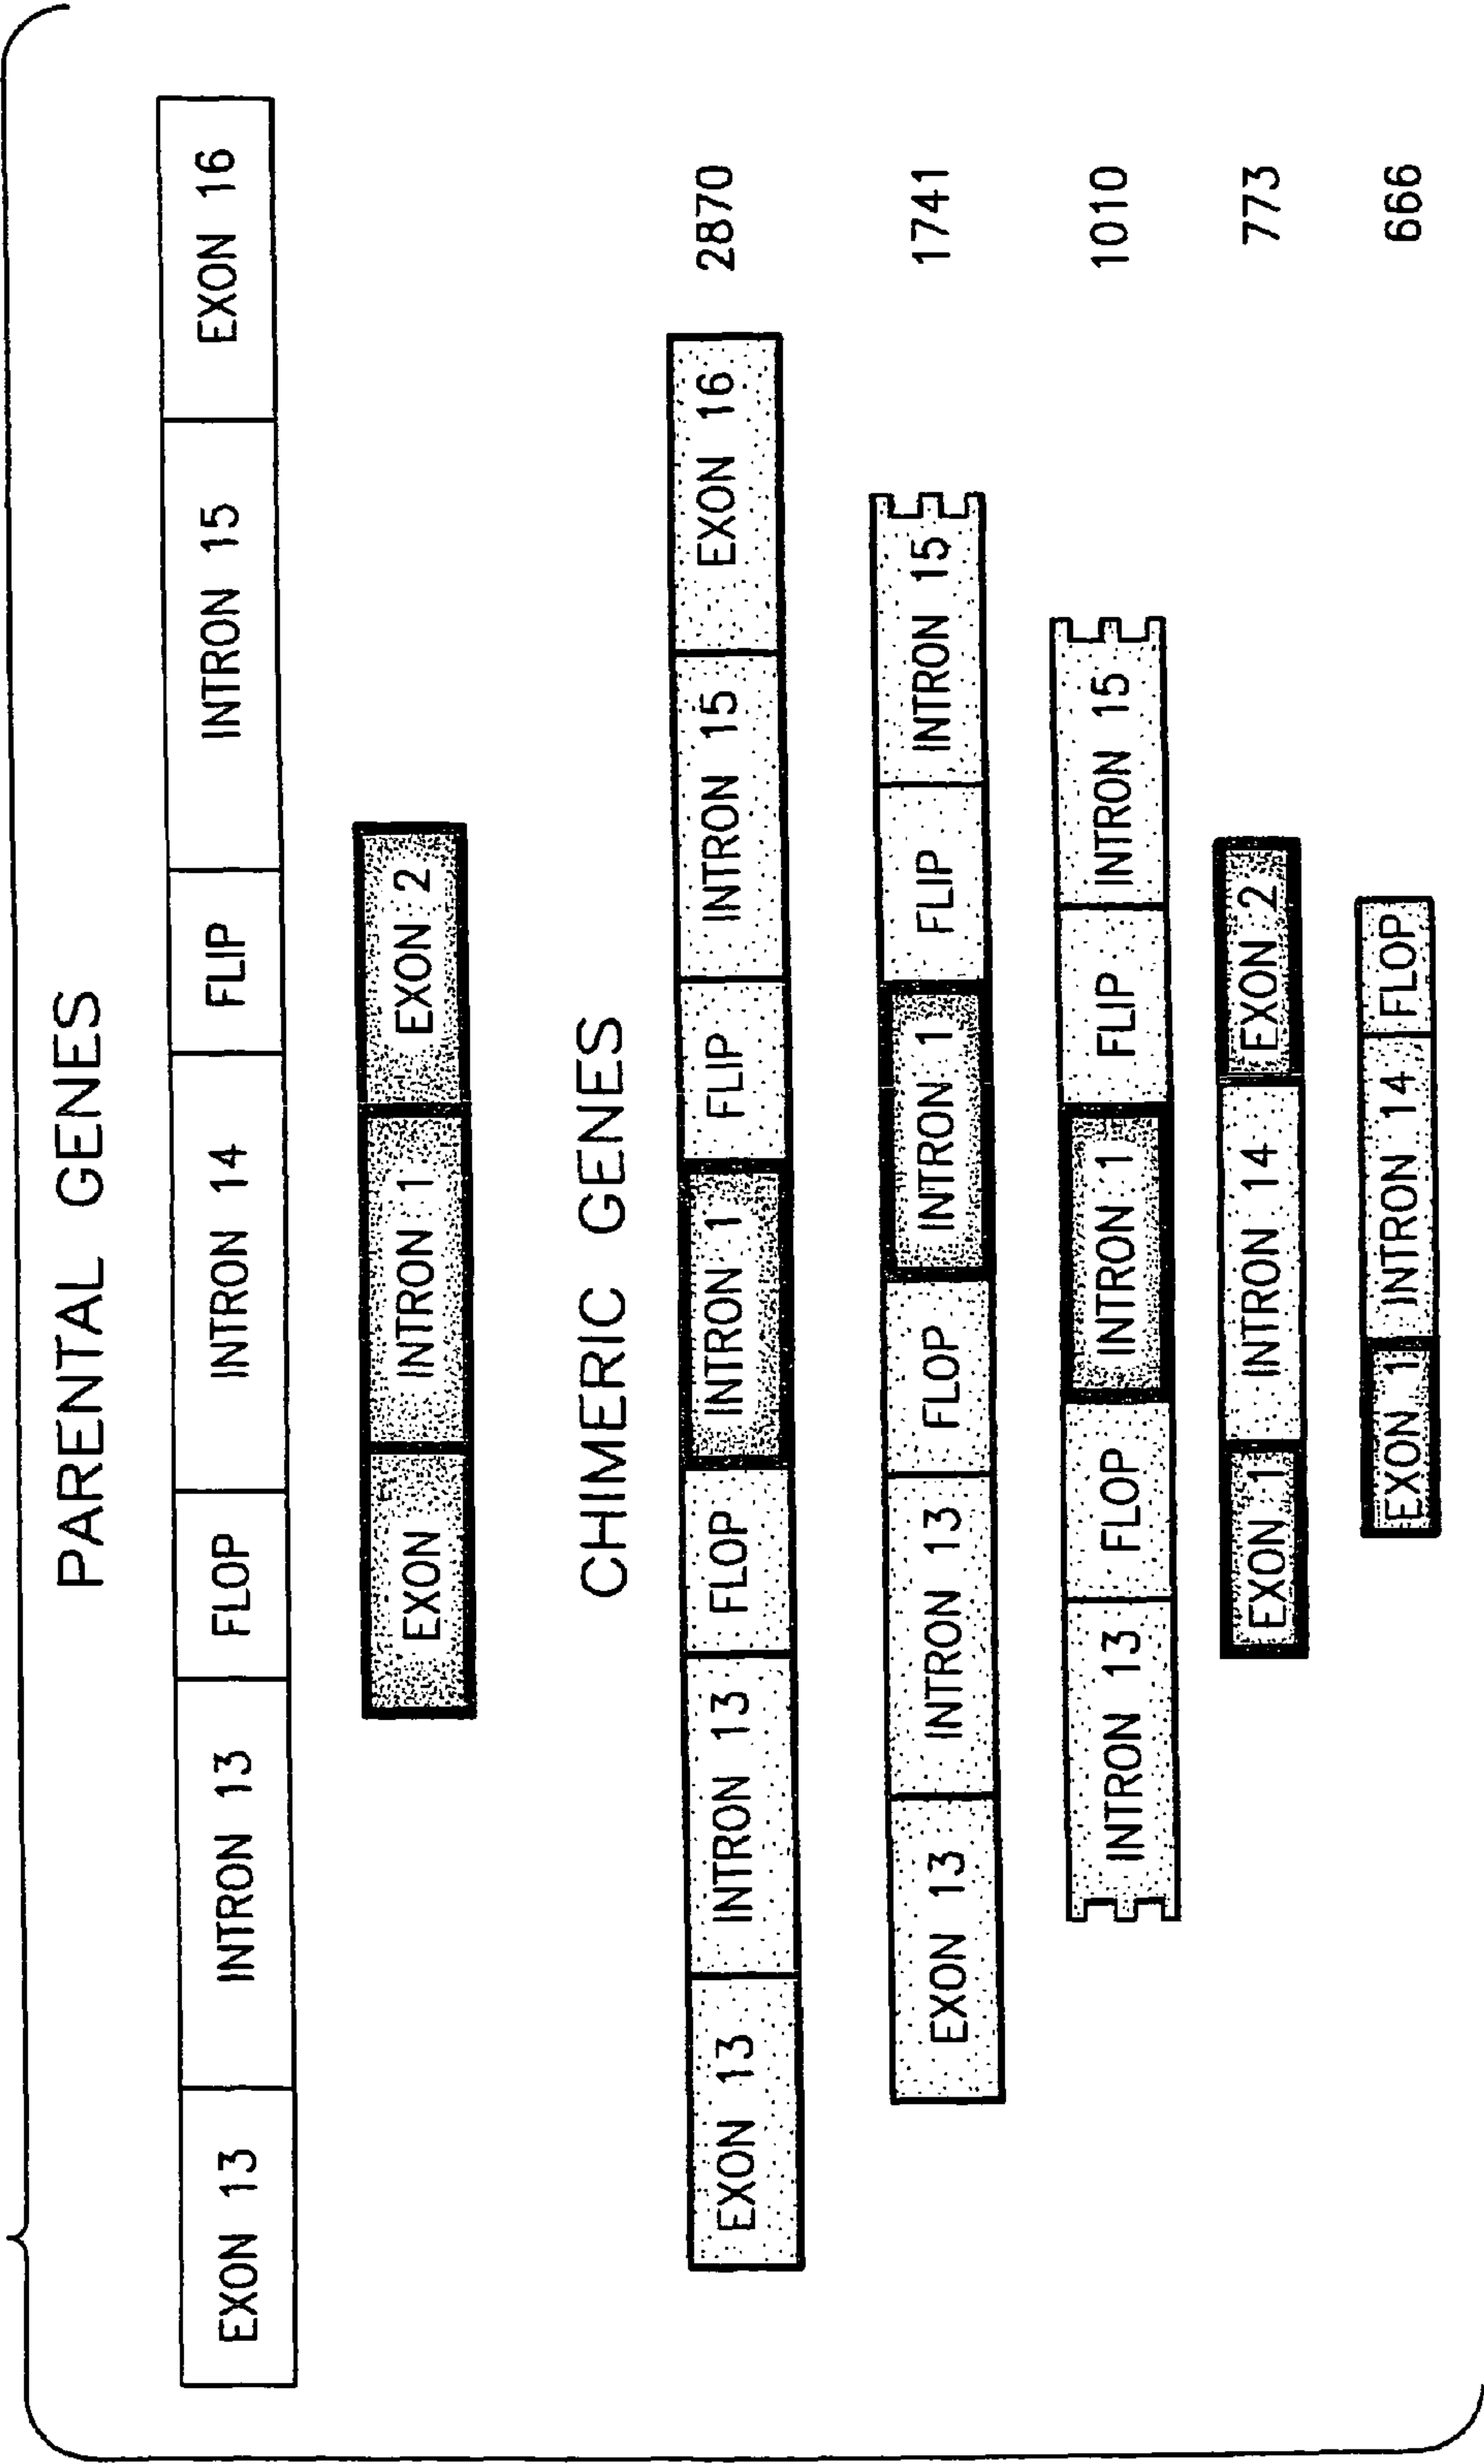 PARENTAL GENES
EXON 13 INTRON 13 FLOP INTRON 14 FLIP INTRON 15 EXON 16
EXON INTRON 1 EXON 2
CHIMERIC GENES
EXON 13 INTRON 13 FLOP INTRON 1 FLIP INTRON 15 EXON 16 2870
EXON 13 INTRON 13 FLOP INTRON 1 FLIP INTRON 15 1741
INTRON 13 FLOP INTRON 1 FLIP INTRON 15 1010
EXON 1 INTRON 14 EXON 2 773
EXON 1 INTRON 14 FLOP 666